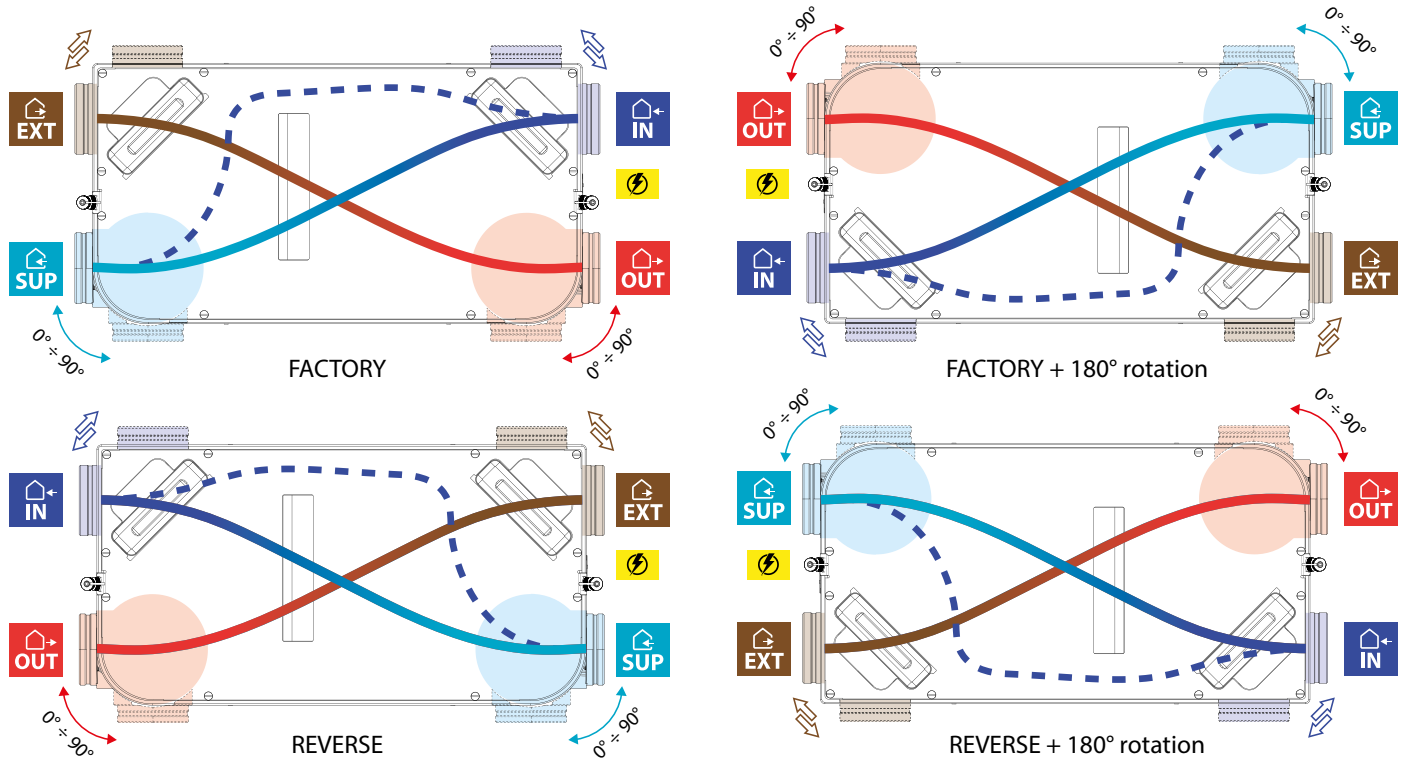 EXT
IN
SUP
OUT
0° ÷ 90°
0° ÷ 90°
FACTORY
0° ÷ 90°
0° ÷ 90°
OUT
SUP
IN
EXT
FACTORY + 180° rotation
IN
EXT
OUT
SUP
0° ÷ 90°
0° ÷ 90°
REVERSE
0° ÷ 90°
0° ÷ 90°
SUP
OUT
EXT
IN
REVERSE + 180° rotation